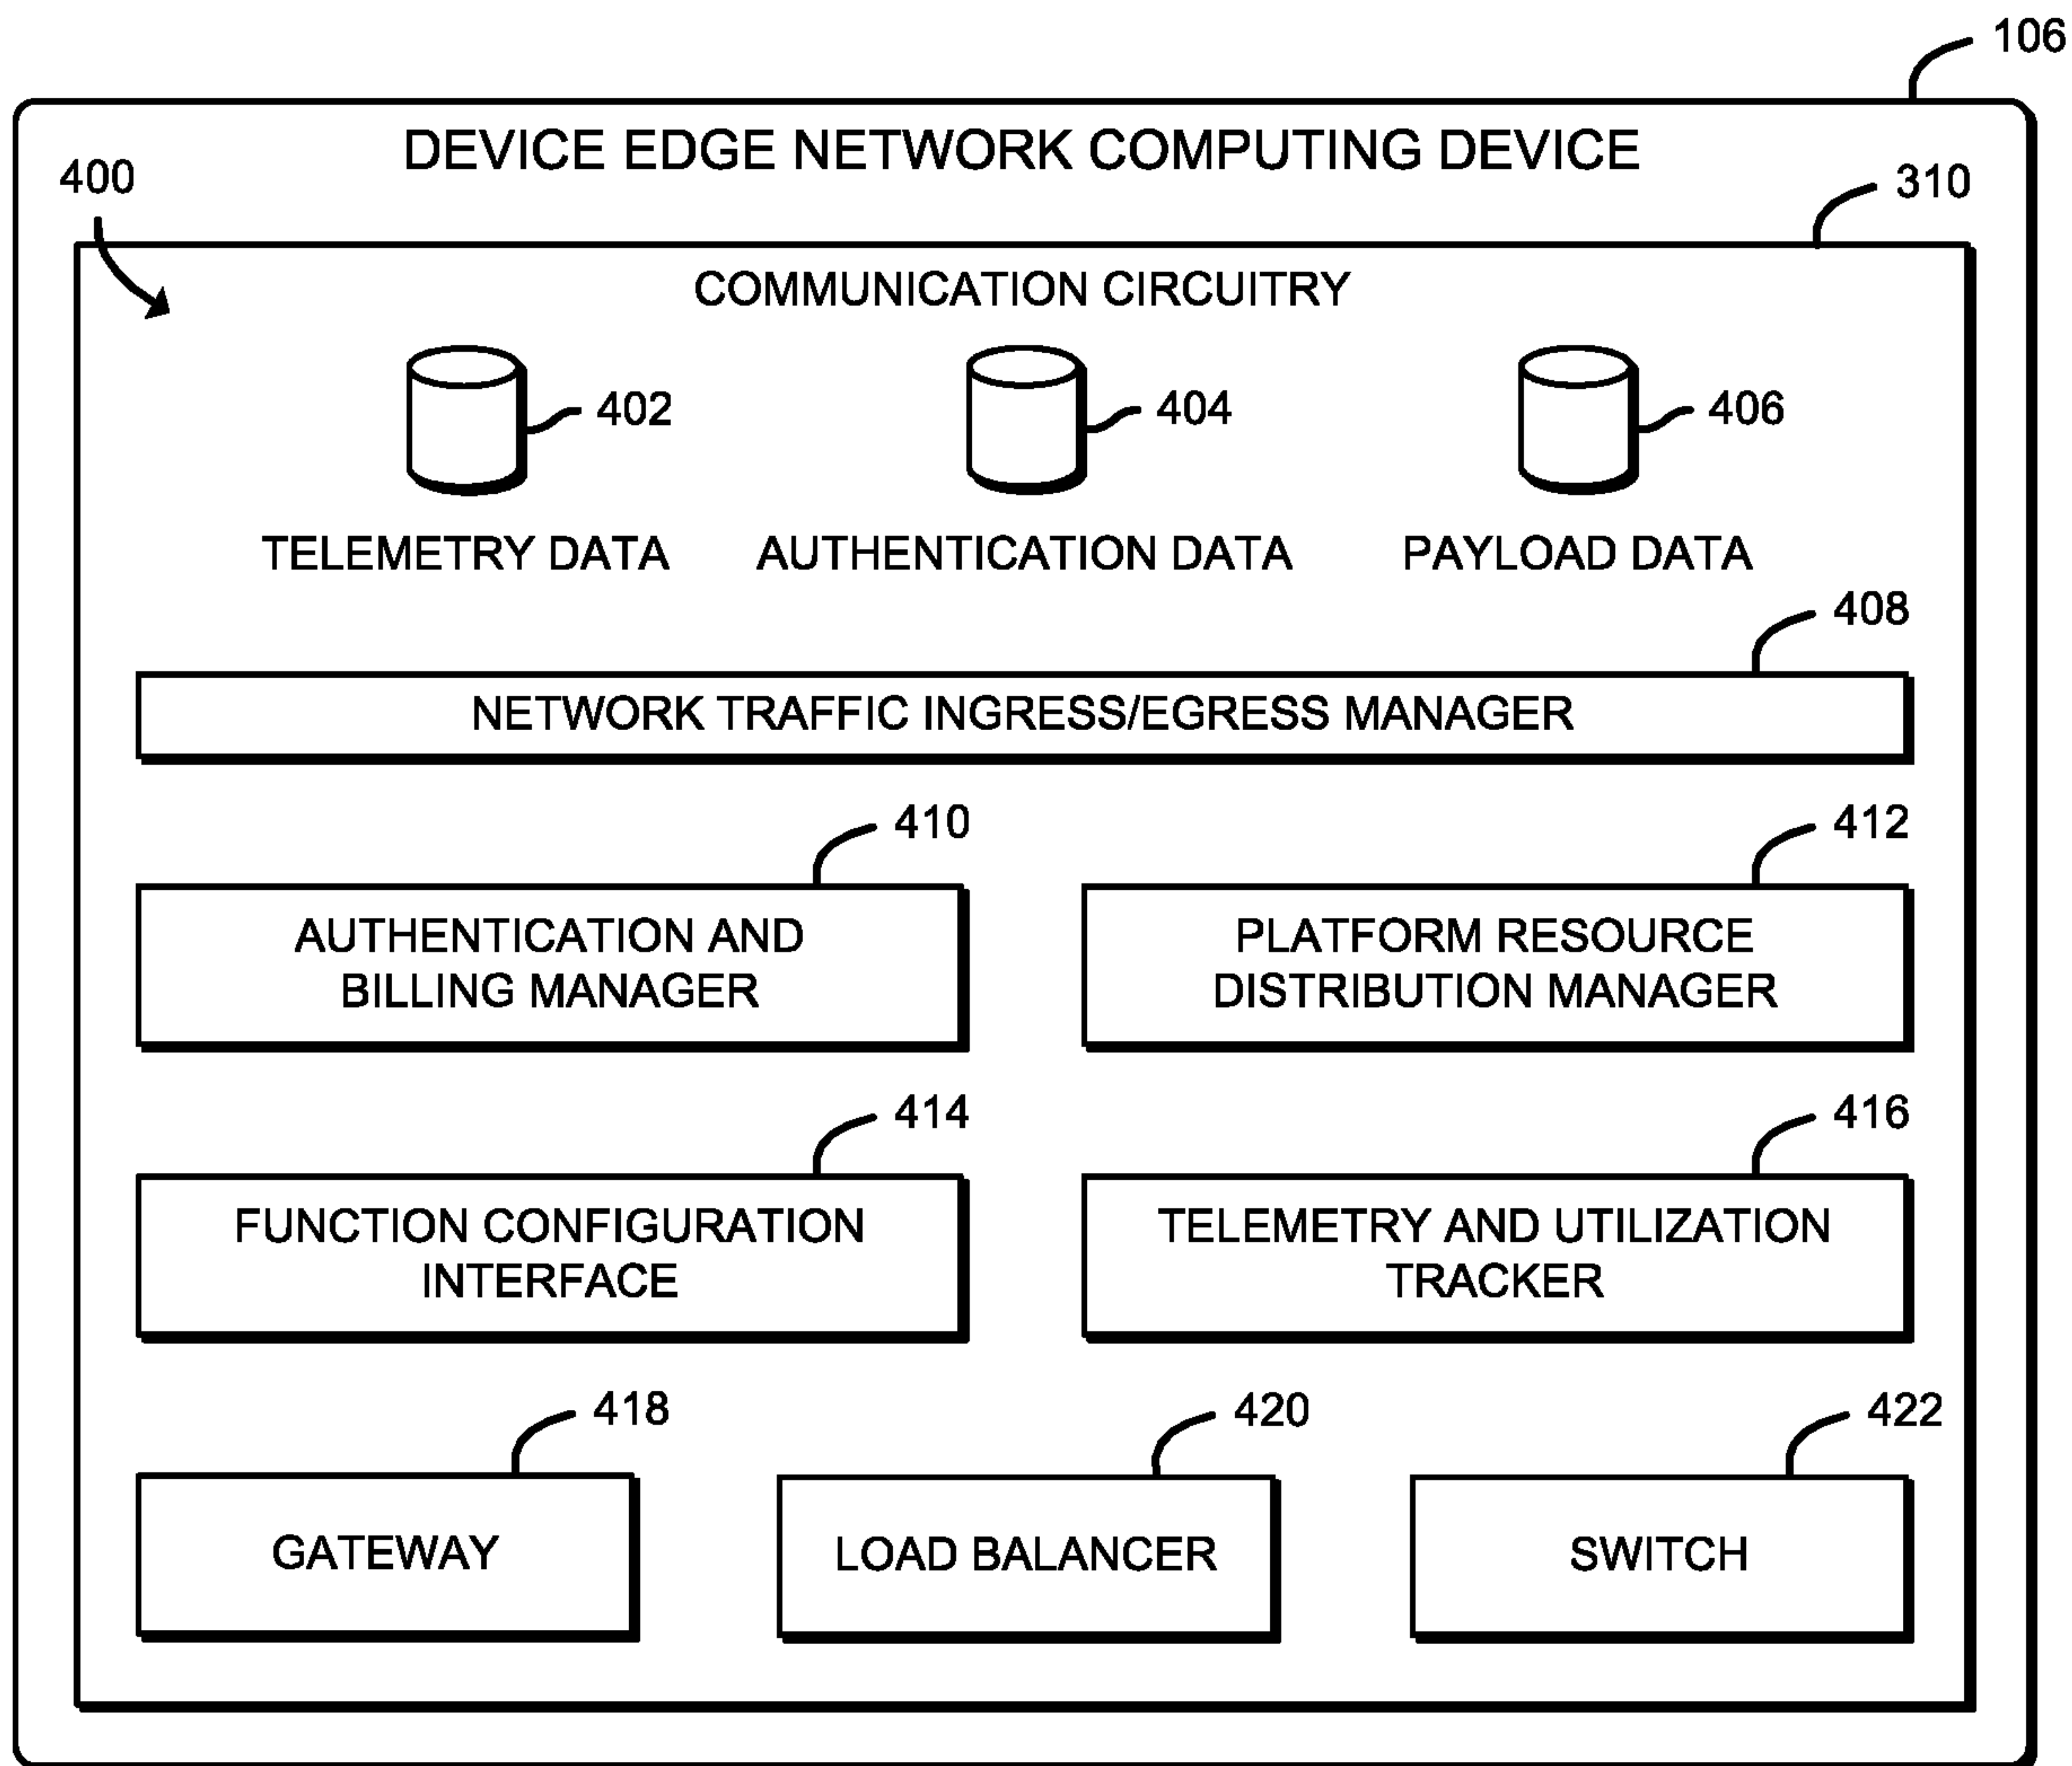 106
DEVICE EDGE NETWORK COMPUTING DEVICE
400
310
COMMUNICATION CIRCUITRY
402
404
406
TELEMETRY DATA
AUTHENTICATION DATA
PAYLOAD DATA
408
NETWORK TRAFFIC INGRESS/EGRESS MANAGER
410
412
AUTHENTICATION AND
BILLING MANAGER
PLATFORM RESOURCE
DISTRIBUTION MANAGER
414
416
FUNCTION CONFIGURATION
INTERFACE
TELEMETRY AND UTILIZATION
TRACKER
418
420
422
GATEWAY
LOAD BALANCER
SWITCH